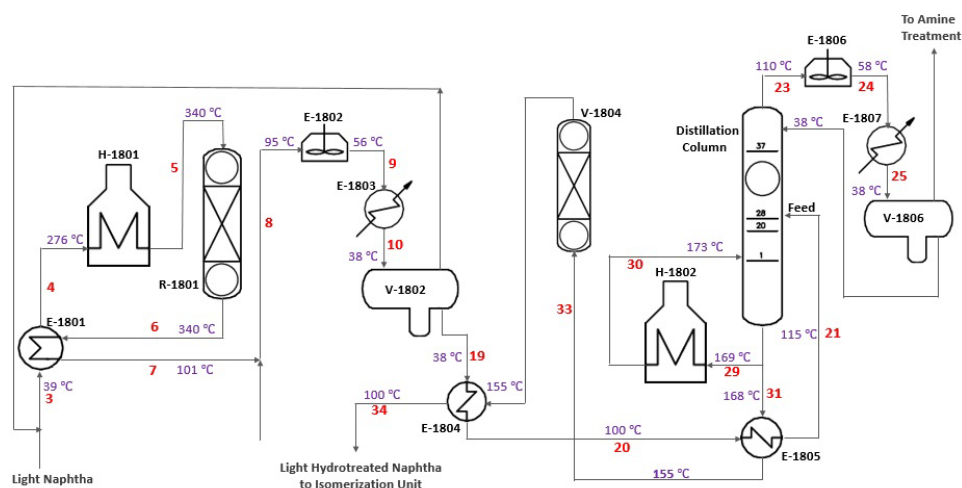 To Amine
Treatment
E-1806
110 °C
58 °C
23
24
340 °C
E-1802
V-1804
E-1807
H-1801
5
95 °C
56 °C
Distillation
Column
38 °C
37
9
E-1803
25
38 °C
8
28
Feed
20
V-1806
276 °C
10
38 °C
173 °C
1
R-1801
V-1802
30
H-1802
4
33
E-1801
6
340 °C
115 °C
21
38 °C
19
169 °C
29
7
101 °C
39 °C
3
100 °C
34
155 °C
168 °C
31
E-1804
100 °C
20
E-1805
Light Naphtha
Light Hydrotreated Naphtha
to Isomerization Unit
155 °C